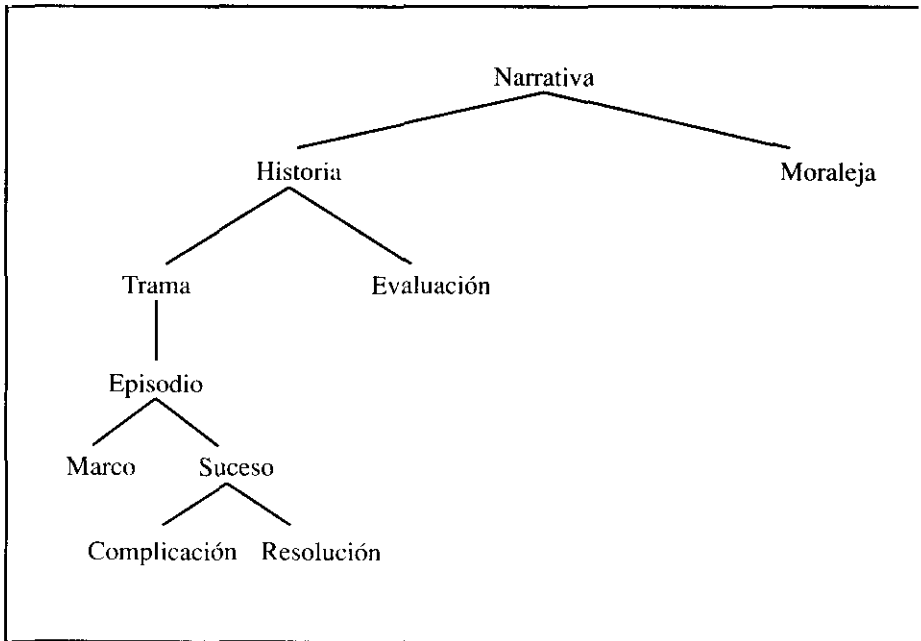 Narrativa
Historia Moraleja
Trama Evaluación
Episodio
Marco Suceso
Complicación Resolución